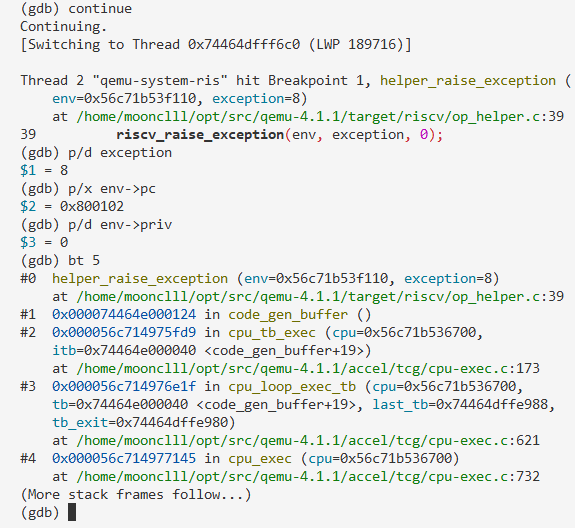 (gdb) continue
Continuing.
[Switching to Thread 0x74464dfff6c0 (LWP 189716)]

Thread 2 "qemu-system-ris" hit Breakpoint 1, helper_raise_exception (
    env=0x56c71b53f110, exception=8)
    at /home/moonclll/opt/src/qemu-4.1.1/target/riscv/op_helper.c:39
39          riscv_raise_exception(env, exception, 0);
(gdb) p/d exception
$1 = 8
(gdb) p/x env->pc
$2 = 0x800102
(gdb) p/d env->priv
$3 = 0
(gdb) bt 5
#0  helper_raise_exception (env=0x56c71b53f110, exception=8)
    at /home/moonclll/opt/src/qemu-4.1.1/target/riscv/op_helper.c:39
#1  0x000074464e000124 in code_gen_buffer ()
#2  0x000056c714975fd9 in cpu_tb_exec (cpu=0x56c71b536700,
    itb=0x74464e000040 <code_gen_buffer+19>)
    at /home/moonclll/opt/src/qemu-4.1.1/accel/tcg/cpu-exec.c:173
#3  0x000056c714976e1f in cpu_loop_exec_tb (cpu=0x56c71b536700,
    tb=0x74464e000040 <code_gen_buffer+19>, last_tb=0x74464dffe988,
    tb_exit=0x74464dffe980)
    at /home/moonclll/opt/src/qemu-4.1.1/accel/tcg/cpu-exec.c:621
#4  0x000056c714977145 in cpu_exec (cpu=0x56c71b536700)
    at /home/moonclll/opt/src/qemu-4.1.1/accel/tcg/cpu-exec.c:732
(More stack frames follow...)
(gdb)